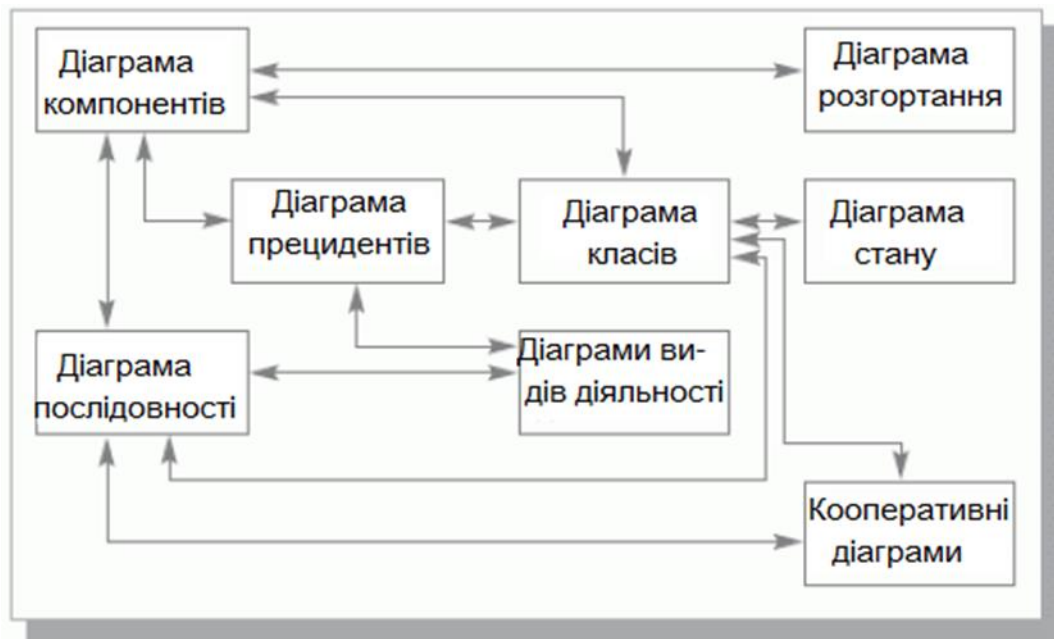 Діаграма
компонентів
Діаграма
розгортання
Діаграма
прецидентів
Діаграма
класів
Діаграма
стану
Діаграма
послідовності
Діаграми ви-
дів діяльності
Кооперативні
діаграми